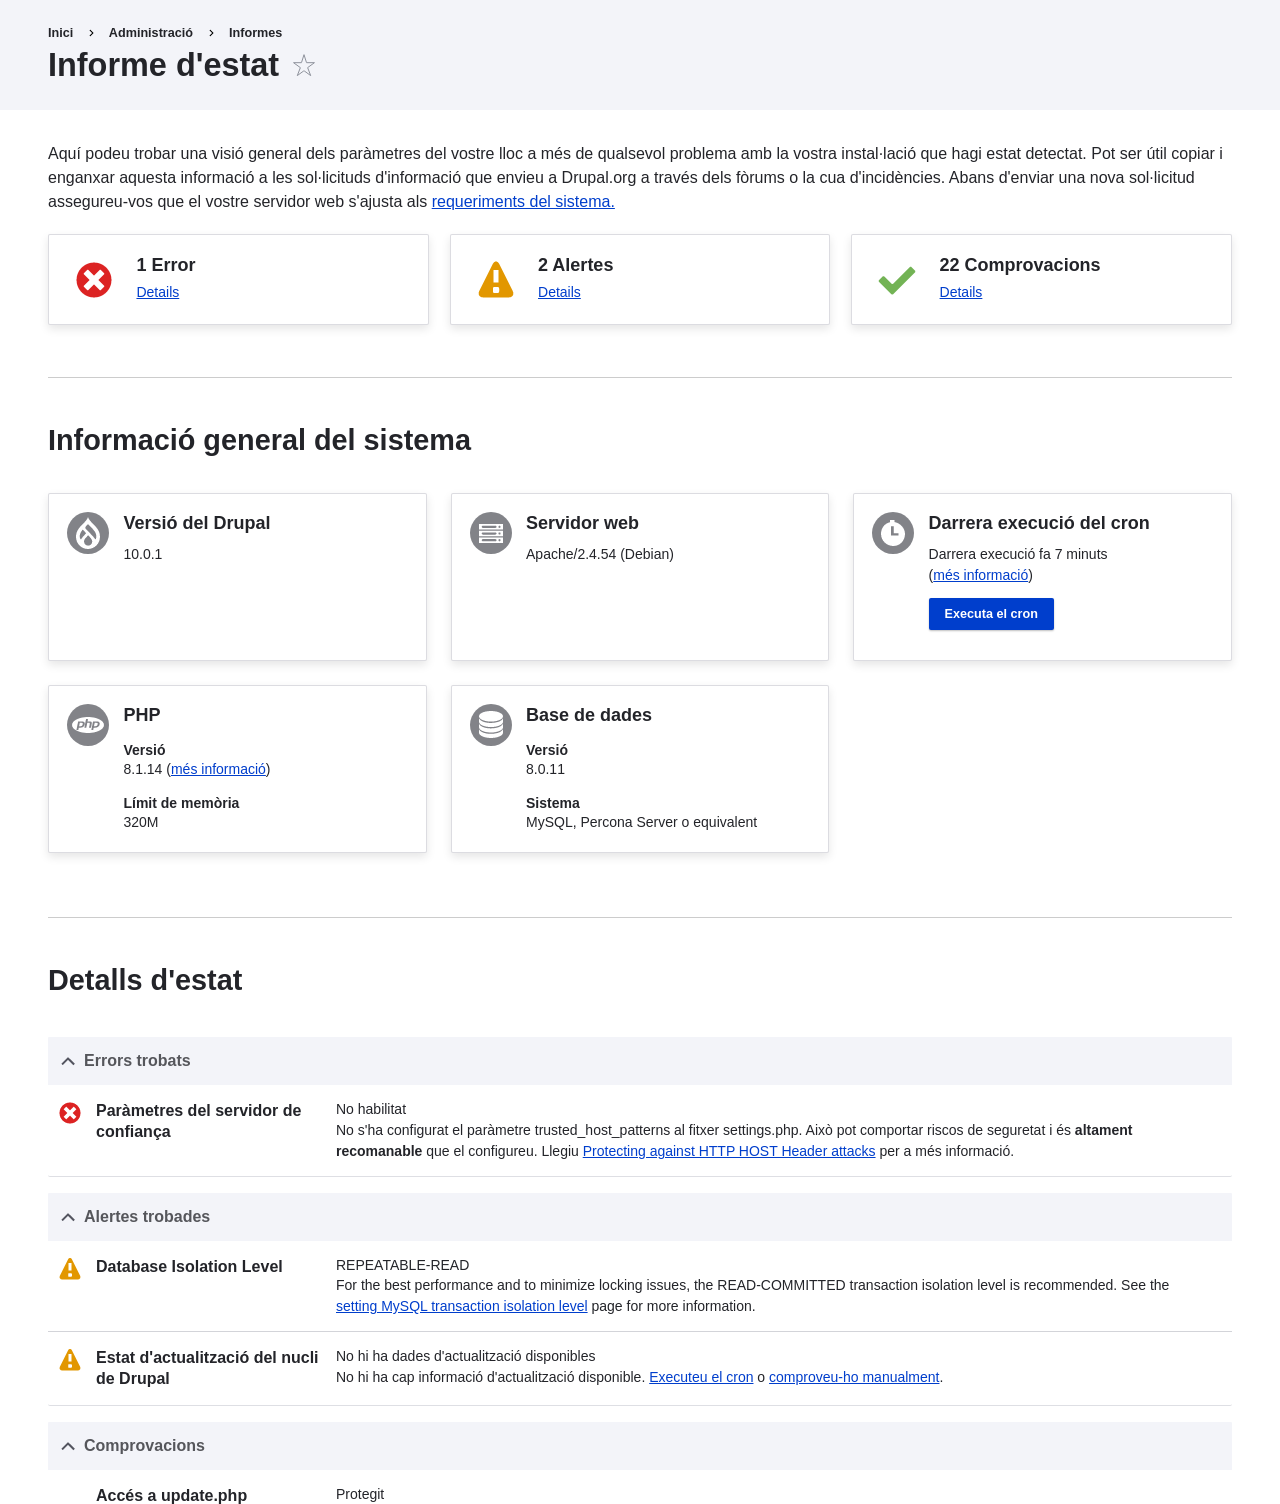 Inici > Administració > Informes
Informe d'estat
Aquí podeu trobar una visió general dels paràmetres del vostre lloc a més de qualsevol problema amb la vostra instal·lació que hagi estat detectat. Pot ser útil copiar i
enganxar aquesta informació a les sol·licituds d'informació que envieu a Drupal.org a través dels fòrums o la cua d'incidències. Abans d'enviar una nova sol·licitud
assegureu-vos que el vostre servidor web s'ajusta als requeriments del sistema.
1 Error
Details
2 Alertes
Details
22 Comprovacions
Details
Informació general del sistema
Versió del Drupal
10.0.1
Servidor web
Apache/2.4.54 (Debian)
Darrera execució del cron
Darrera execució fa 7 minuts
(més informació)
Executa el cron
php
PHP
Versió
8.1.14 (més informació)
Límit de memòria
320M
Base de dades
Versió
8.0.11
Sistema
MySQL, Percona Server o equivalent
Detalls d'estat
Errors trobats
Paràmetres del servidor de
confiança
No habilitat
No s'ha configurat el paràmetre trusted_host_patterns al fitxer settings.php. Això pot comportar riscos de seguretat i és altament
recomanable que el configureu. Llegiu Protecting against HTTP HOST Header attacks per a més informació.
Alertes trobades
Database Isolation Level
REPEATABLE-READ
For the best performance and to minimize locking issues, the READ-COMMITTED transaction isolation level is recommended. See the
setting MySQL transaction isolation level page for more information.
Estat d'actualització del nucli
de Drupal
No hi ha dades d'actualització disponibles
No hi ha cap informació d'actualització disponible. Executeu el cron o comproveu-ho manualment.
Comprovacions
Accés a update.php
Protegit